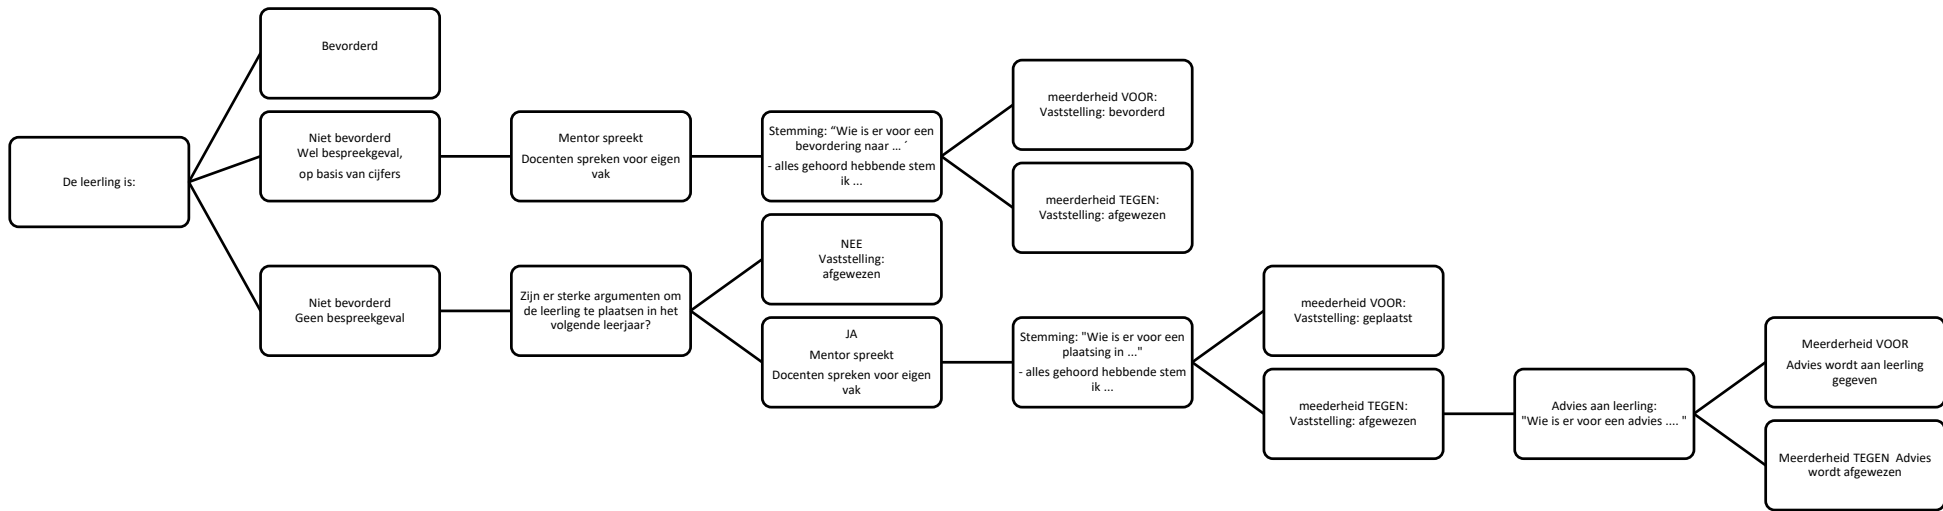 De leerling is:
Bevorderd
Niet bevorderd
Wel bespreekgeval,
op basis van cijfers
Mentor spreekt
Docenten spreken voor eigen
vak
Stemming: “Wie is er voor een
bevordering naar ... ´
- alles gehoord hebbende stem
ik ...
meerderheid VOOR:
Vaststelling: bevorderd
meerderheid TEGEN:
Vaststelling: afgewezen
Niet bevorderd
Geen bespreekgeval
Zijn er sterke argumenten om
de leerling te plaatsen in het
volgende leerjaar?
NEE
Vaststelling:
afgewezen
JA
Mentor spreekt
Docenten spreken voor eigen
vak
Stemming: "Wie is er voor een
plaatsing in ..."
- alles gehoord hebbende stem
ik ...
meederheid VOOR:
Vaststelling: geplaatst
meederheid TEGEN:
Vaststelling: afgewezen
Advies aan leerling:
"Wie is er voor een advies .... "
Meerderheid VOOR
Advies wordt aan leerling
gegeven
Meerderheid TEGEN  Advies
wordt afgewezen